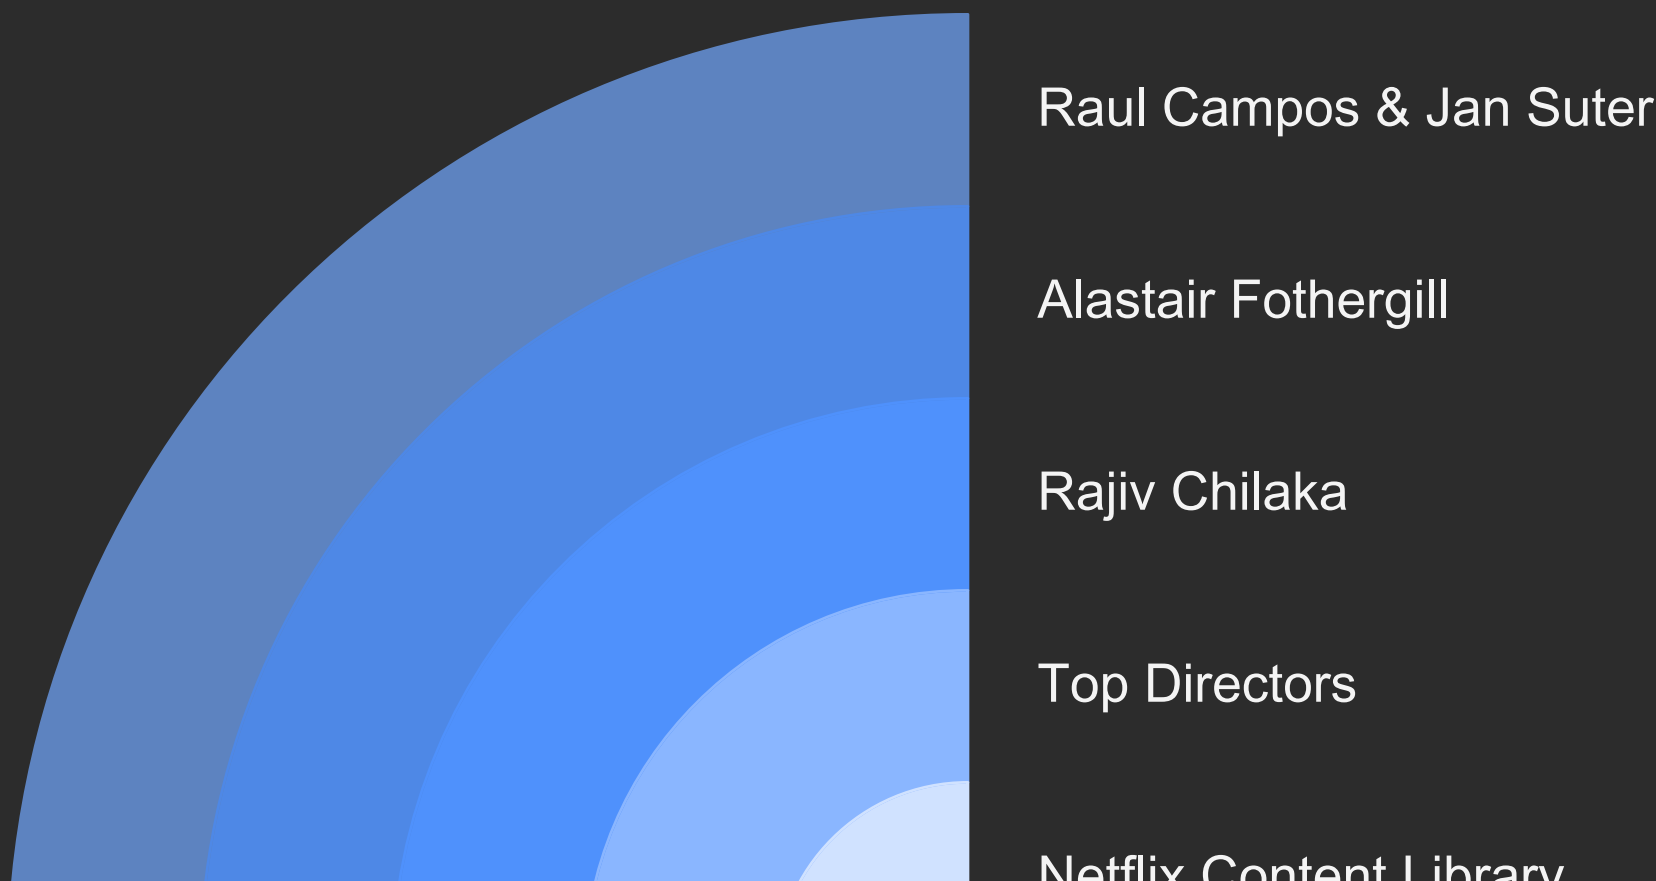 Raul Campos & Jan Suter
Alastair Fothergill
Rajiv Chilaka
Top Directors
Netflix Content Library